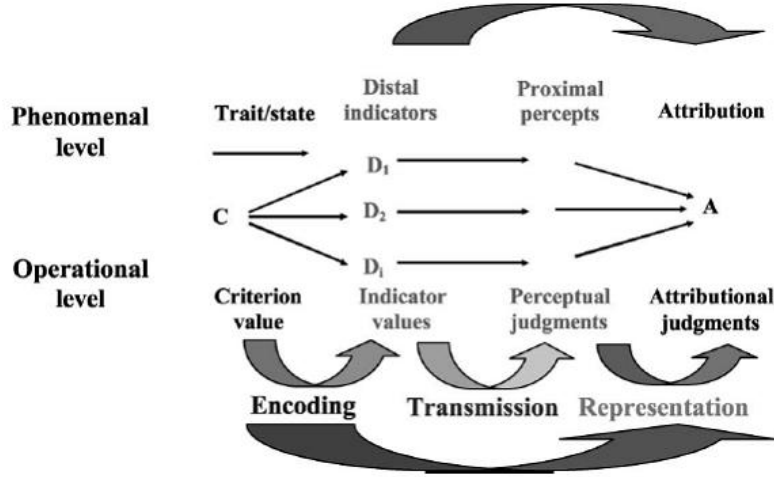 Distal
indicators
Proximal
percepts
Phenomenal
level
Trait/state
Attribution
D₁
C
D₂
A
Dᵢ
Operational
level
Criterion
value
Indicator
values
Perceptual
judgments
Attributional
judgments
Encoding
Transmission
Representation